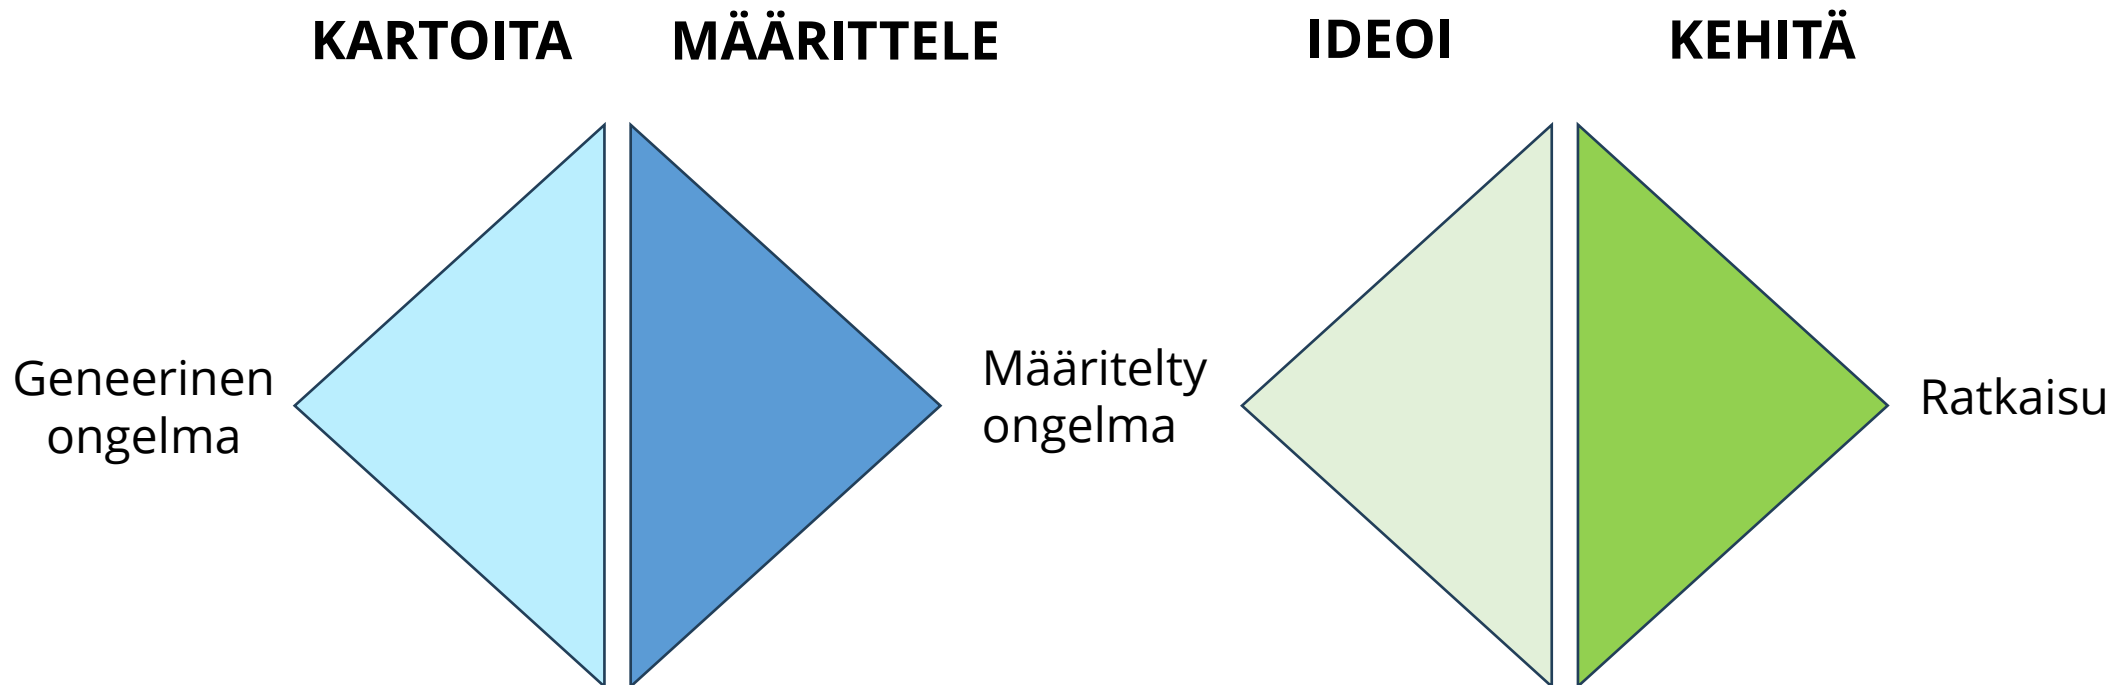 KARTOITA
MÄÄRITTELE
IDEOI
KEHITÄ
Geneerinen
ongelma
Määritelty
ongelma
Ratkaisu